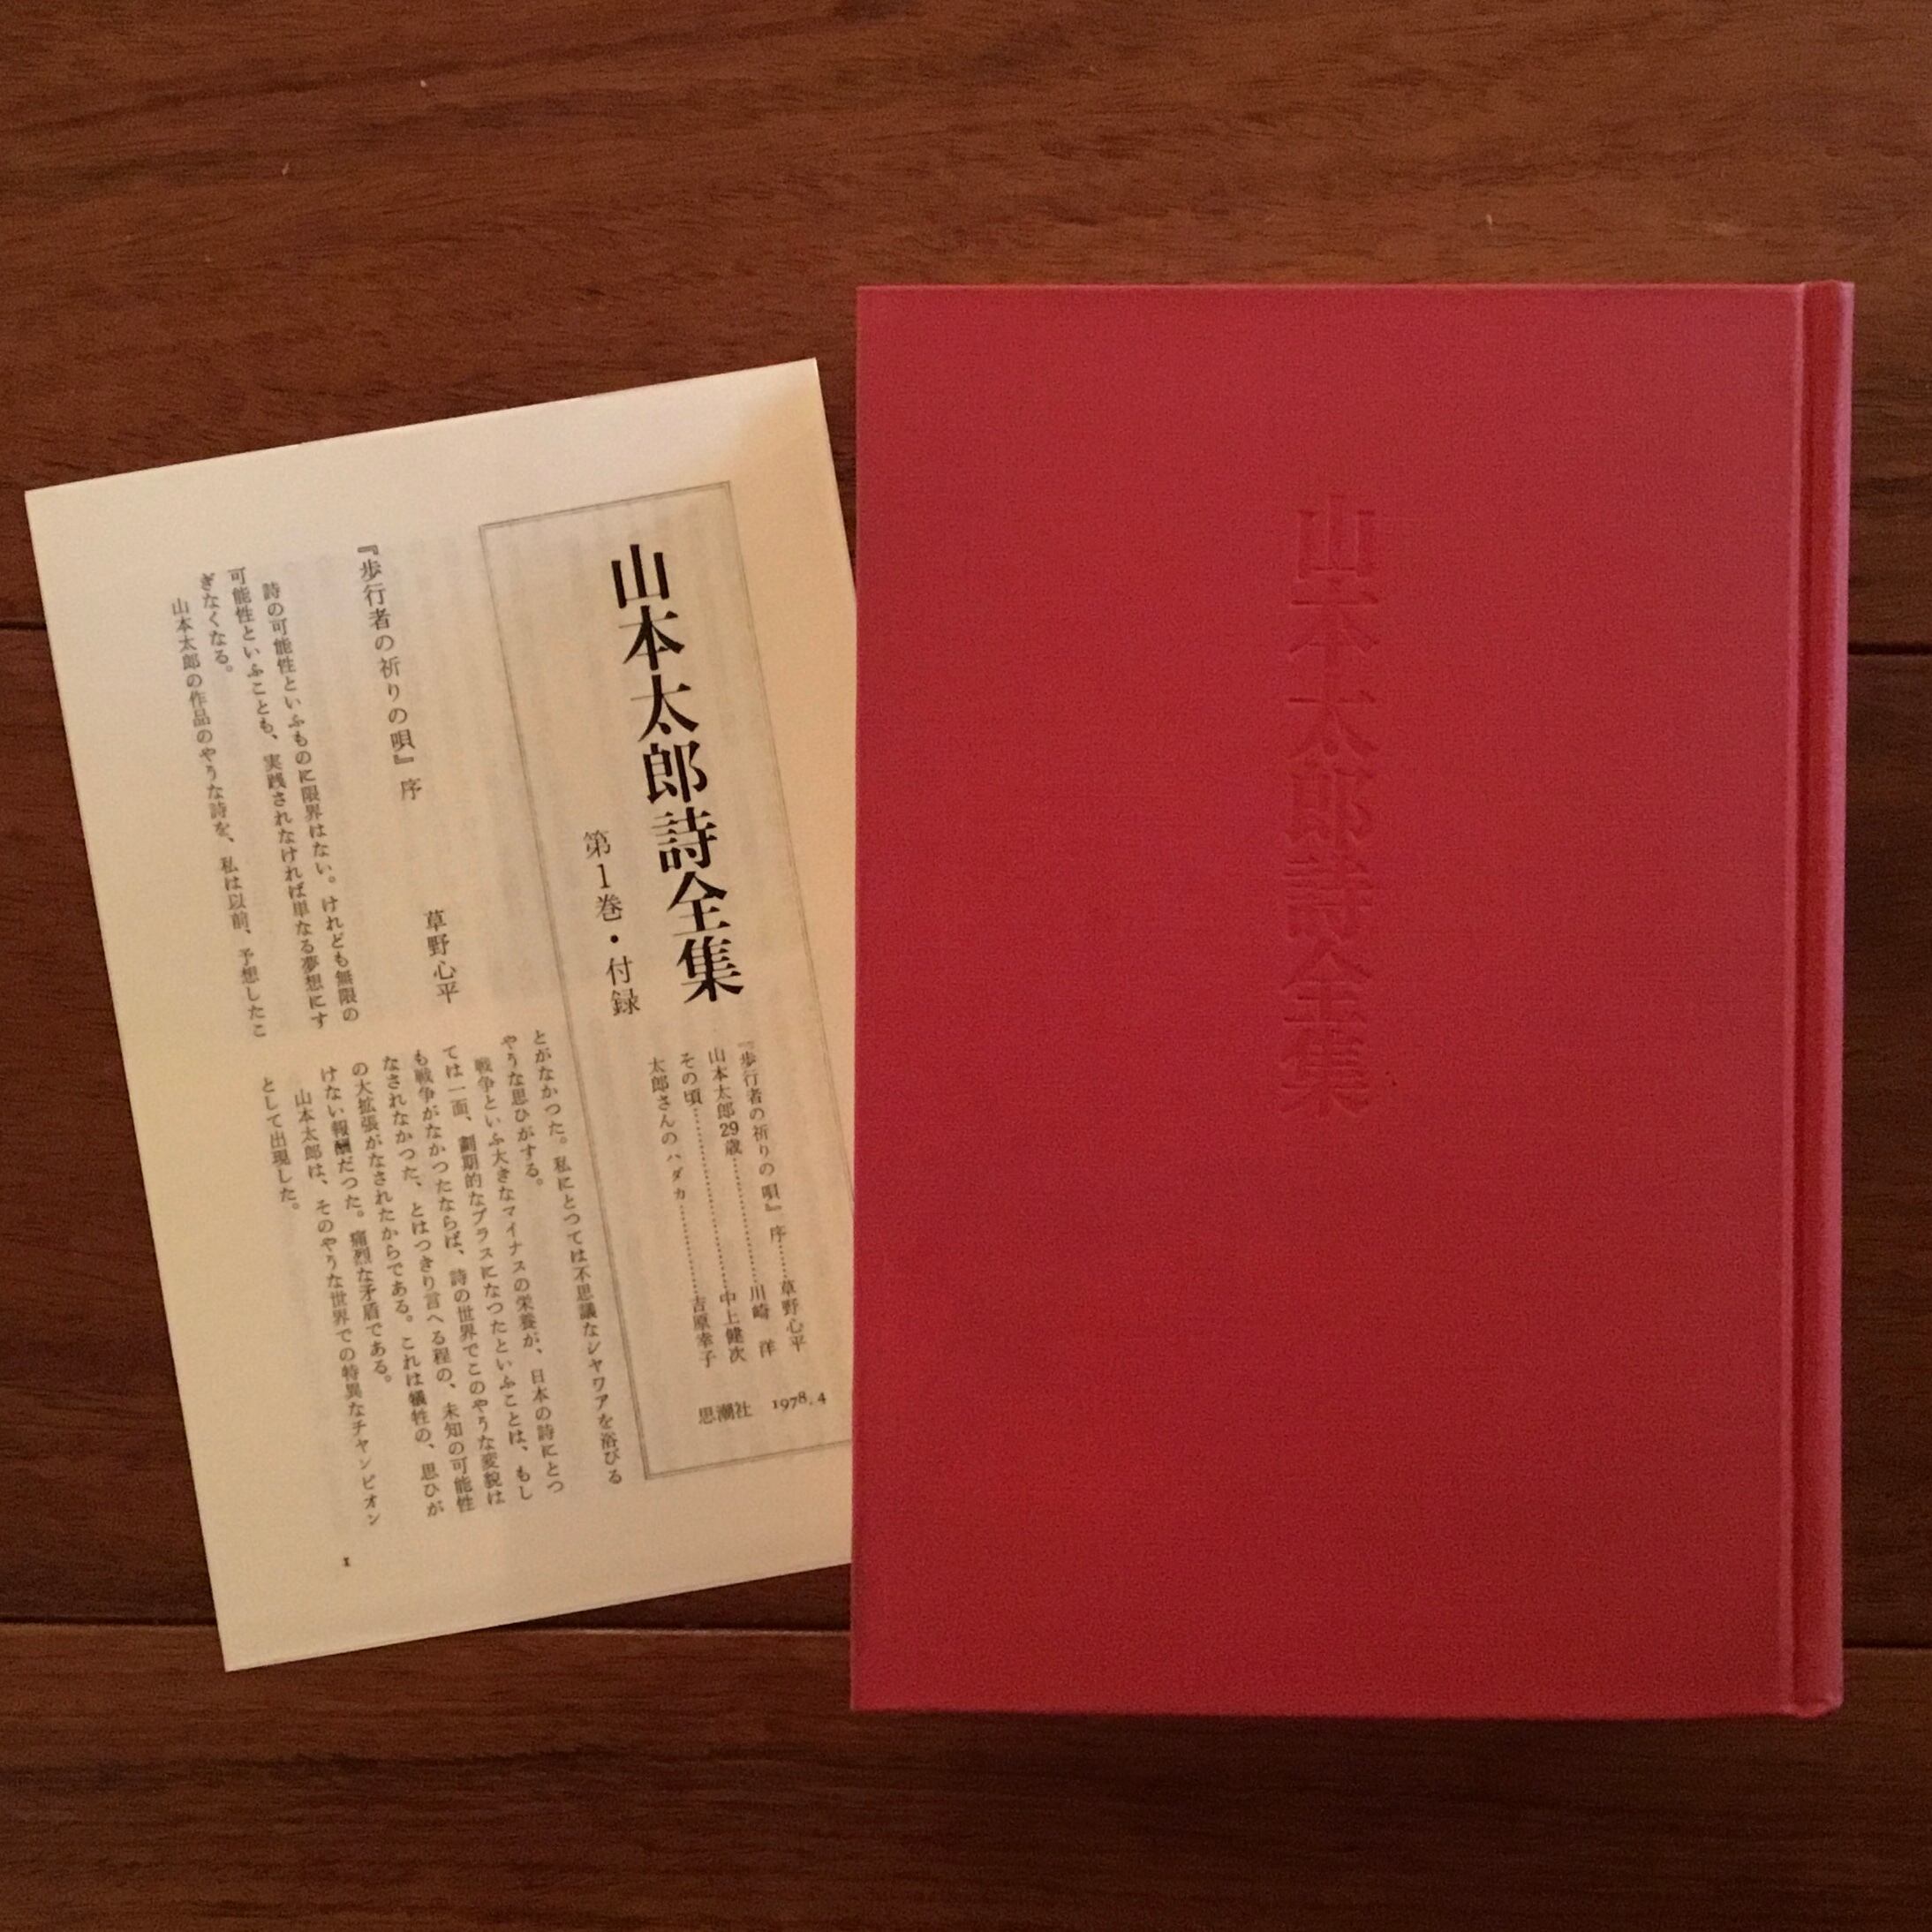 山本太郎詩全集
山本太郎詩全集
第1巻・付録
『歩行者の祈りの唄』序……草野心平
山本太郎29歳……………川崎 洋
その頃……………………中上健次
太郎さんのハダカ…………吉原幸子
思潮社 1978.4
『歩行者の祈りの唄』序
草野心平
詩の可能性といふものに限界はない。けれども無限の
可能性といふことも、実践されなければ単なる夢想にす
ぎなくなる。
山本太郎の作品のやうな詩を、私は以前、予想したこ
とがなかつた。私にとつては不思議なシャワアを浴びる
やうな思ひがする。
戦争といふ大きなマイナスの栄養が、日本の詩にとつ
ては一面、劃期的なプラスになつたといふことは、もし
も戦争がなかつたならば、詩の世界でこのやうな変貌は
なされなかつた、とはつきり言へる程の、未知の可能性
の大拡張がなされたからである。これは犠牲の、思ひが
けない報酬だつた。痛烈な矛盾である。
山本太郎は、そのやうな世界での特異なチャンピオン
として出現した。
1